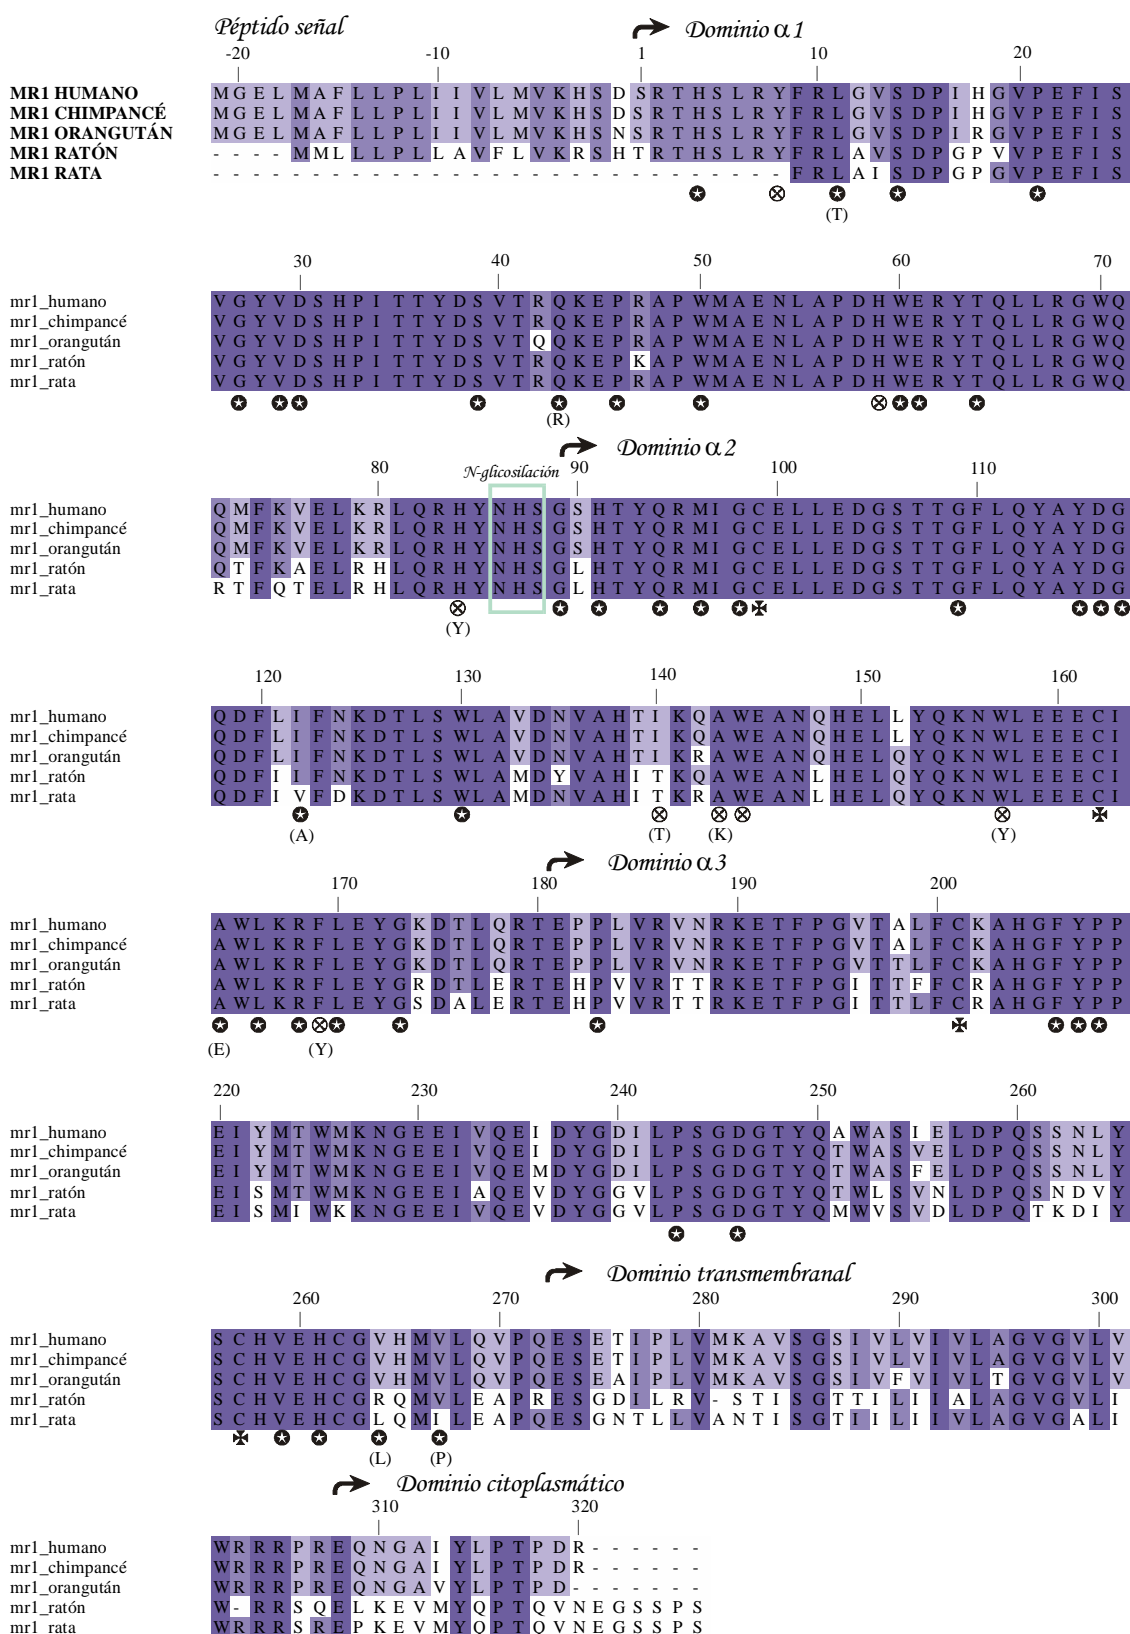 Péptido señal
Dominio α1
-20 -10 1 10 20
MR1 HUMANO M G E L M A F L L P L I I V L M V K H S D S R T H S L R Y F R L G V S D P I H G V P E F I S
MR1 CHIMPANCÉ M G E L M A F L L P L I I V L M V K H S D S R T H S L R Y F R L G V S D P I H G V P E F I S
MR1 ORANGUTÁN M G E L M A F L L P L I I V L M V K H S N S R T H S L R Y F R L G V S D P I R G V P E F I S
MR1 RATÓN - - - - M M L L L P L L A V F L V K R S H T R T H S L R Y F R L A V S D P G P V V P E F I S
MR1 RATA - - - - - - - - - - - - - - - - - - - - - - - - - - - - - F R L A I S D P G P G V P E F I S
(T)
30 40 50 60 70
mr1_humano V G Y V D S H P I T T Y D S V T R Q K E P R A P W M A E N L A P D H W E R Y T Q L L R G W Q
mr1_chimpancé V G Y V D S H P I T T Y D S V T R Q K E P R A P W M A E N L A P D H W E R Y T Q L L R G W Q
mr1_orangután V G Y V D S H P I T T Y D S V T Q Q K E P R A P W M A E N L A P D H W E R Y T Q L L R G W Q
mr1_ratón V G Y V D S H P I T T Y D S V T R Q K E P K A P W M A E N L A P D H W E R Y T Q L L R G W Q
mr1_rata V G Y V D S H P I T T Y D S V T R Q K E P R A P W M A E N L A P D H W E R Y T Q L L R G W Q
(R)
Dominio α2
80 N-glicosilación 90 100 110
mr1_humano Q M F K V E L K R L Q R H Y N H S G S H T Y Q R M I G C E L L E D G S T T G F L Q Y A Y D G
mr1_chimpancé Q M F K V E L K R L Q R H Y N H S G S H T Y Q R M I G C E L L E D G S T T G F L Q Y A Y D G
mr1_orangután Q M F K V E L K R L Q R H Y N H S G S H T Y Q R M I G C E L L E D G S T T G F L Q Y A Y D G
mr1_ratón Q T F K A E L R H L Q R H Y N H S G L H T Y Q R M I G C E L L E D G S T T G F L Q Y A Y D G
mr1_rata R T F Q T E L R H L Q R H Y N H S G L H T Y Q R M I G C E L L E D G S T T G F L Q Y A Y D G
(Y)
120 130 140 150 160
mr1_humano Q D F L I F N K D T L S W L A V D N V A H T I K Q A W E A N Q H E L L Y Q K N W L E E E C I
mr1_chimpancé Q D F L I F N K D T L S W L A V D N V A H T I K Q A W E A N Q H E L L Y Q K N W L E E E C I
mr1_orangután Q D F L I F N K D T L S W L A V D N V A H T I K R A W E A N Q H E L Q Y Q K N W L E E E C I
mr1_ratón Q D F I I F N K D T L S W L A M D Y V A H I T K Q A W E A N L H E L Q Y Q K N W L E E E C I
mr1_rata Q D F I V F D K D T L S W L A M D N V A H I T K R A W E A N L H E L Q Y Q K N W L E E E C I
(A) (T) (K) (Y)
Dominio α3
170 180 190 200
mr1_humano A W L K R F L E Y G K D T L Q R T E P P L V R V N R K E T F P G V T A L F C K A H G F Y P P
mr1_chimpancé A W L K R F L E Y G K D T L Q R T E P P L V R V N R K E T F P G V T A L F C K A H G F Y P P
mr1_orangután A W L K R F L E Y G K D T L Q R T E P P L V R V N R K E T F P G V T T L F C K A H G F Y P P
mr1_ratón A W L K R F L E Y G R D T L E R T E H P V V R T T R K E T F P G I T T F F C R A H G F Y P P
mr1_rata A W L K R F L E Y G S D A L E R T E H P V V R T T R K E T F P G I T T L F C R A H G F Y P P
(E) (Y)
220 230 240 250 260
mr1_humano E I Y M T W M K N G E E I V Q E I D Y G D I L P S G D G T Y Q A W A S I E L D P Q S S N L Y
mr1_chimpancé E I Y M T W M K N G E E I V Q E I D Y G D I L P S G D G T Y Q T W A S V E L D P Q S S N L Y
mr1_orangután E I Y M T W M K N G E E I V Q E M D Y G D I L P S G D G T Y Q T W A S F E L D P Q S S N L Y
mr1_ratón E I S M T W M K N G E E I A Q E V D Y G G V L P S G D G T Y Q T W L S V N L D P Q S N D V Y
mr1_rata E I S M I W K K N G E E I V Q E V D Y G G V L P S G D G T Y Q M W V S V D L D P Q T K D I Y
Dominio transmembranal
260 270 280 290 300
mr1_humano S C H V E H C G V H M V L Q V P Q E S E T I P L V M K A V S G S I V L V I V L A G V G V L V
mr1_chimpancé S C H V E H C G V H M V L Q V P Q E S E T I P L V M K A V S G S I V L V I V L A G V G V L V
mr1_orangután S C H V E H C G V H M V L Q V P Q E S E A I P L V M K A V S G S I V F V I V L T G V G V L V
mr1_ratón S C H V E H C G R Q M V L E A P R E S G D I L R V - S T I S G T T I L I I A L A G V G V L I
mr1_rata S C H V E H C G L Q M I L E A P Q E S G N T L L V A N T I S G T I I L I I V L A G V G A L I
(L) (P)
Dominio citoplasmático
310 320
mr1_humano W R R R P R E Q N G A I Y L P T P D R - - - - - -
mr1_chimpancé W R R R P R E Q N G A I Y L P T P D R - - - - - -
mr1_orangután W R R R P R E Q N G A V Y L P T P D - - - - - - -
mr1_ratón W - R R S Q E L K E V M Y Q P T Q V N E G S S P S
mr1_rata W R R R S R E P K E V M Y Q P T Q V N E G S S P S